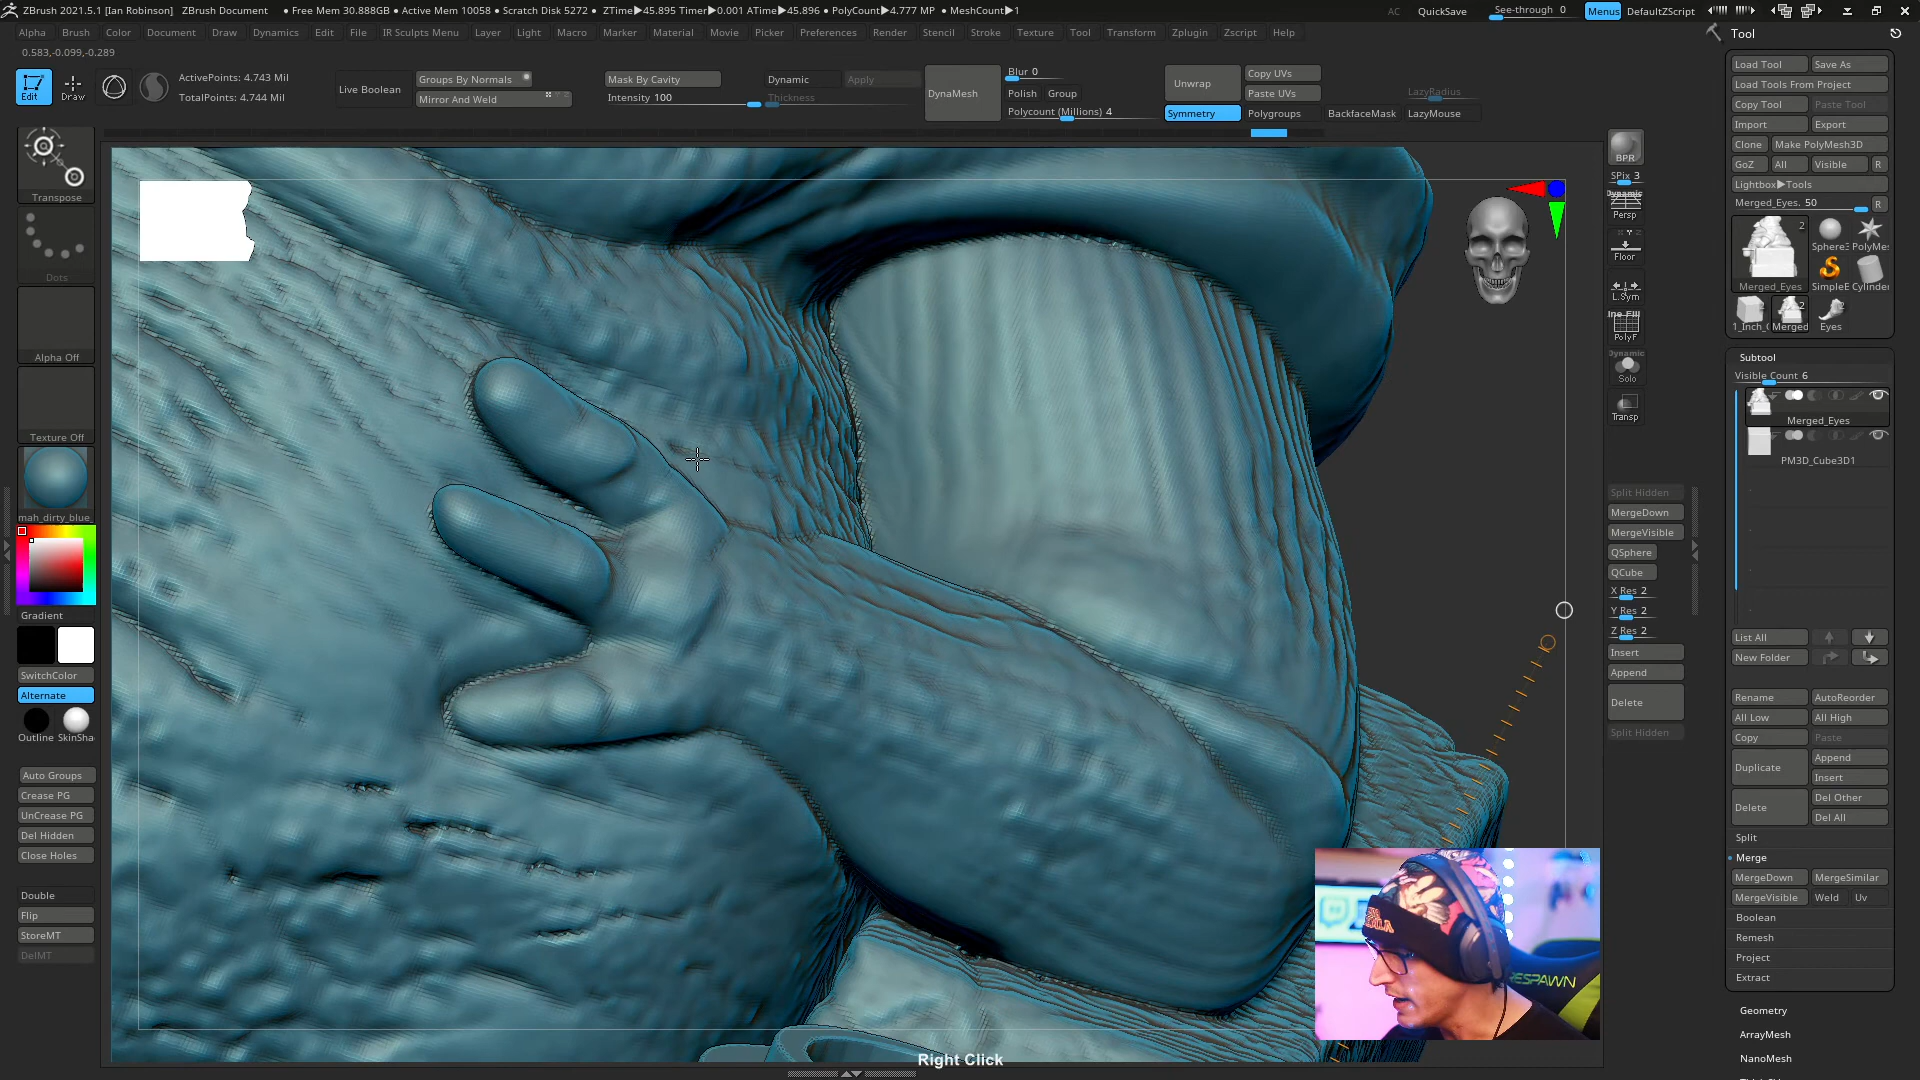 ZBrush 2021.5.1 [Ian Robinson] ZBrush Document • Free Mem 30.888GB • Active Mem 10058 • Scratch Disk 5272 • ZTime▶45.895 Timer▶0.001 ATime▶45.896 • PolyCount▶4.777 MP • MeshCount▶1 AC QuickSave See-through 0 Menus DefaultZScript
Alpha Brush Color Document Draw Dynamics Edit File IR Sculpts Menu Layer Light Macro Marker Material Movie Picker Preferences Render Stencil Stroke Texture Tool Transform Zplugin Zscript Help
0.583,-0.099,-0.289
Edit
Draw
ActivePoints: 4.743 Mil
TotalPoints: 4.744 Mil
Live Boolean
Groups By Normals
Mirror And Weld
Mask By Cavity
Intensity 100
Dynamic Apply
Thickness
DynaMesh
Blur 0
Polish Group
Polycount (Millions) 4
Unwrap
Copy UVs
Paste UVs
Symmetry Polygroups BackfaceMask LazyMouse
LazyRadius
Transpose
Dots
Alpha Off
Texture Off
mah_dirty_blue_
Gradient
SwitchColor
Alternate
Outline SkinSha
Auto Groups
Crease PG
UnCrease PG
Del Hidden
Close Holes
Double
Flip
StoreMT
DelMT
Right Click
RESPAWN
BPR
SPix 3
Dynamic
Persp
Floor
L.Sym
Line Fill
PolyF
Dynamic
Solo
Transp
Split Hidden
MergeDown
MergeVisible
QSphere
QCube
X Res 2
Y Res 2
Z Res 2
Insert
Append
Delete
Split Hidden
Tool
Load Tool Save As
Load Tools From Project
Copy Tool Paste Tool
Import Export
Clone Make PolyMesh3D
GoZ All Visible R
Lightbox▶Tools
Merged_Eyes. 50 R
2
Merged_Eyes
Sphere3 PolyMes
SimpleE Cylinder
1_Inch_C Merged Eyes
2
Subtool
Visible Count 6
Merged_Eyes
PM3D_Cube3D1
List All
New Folder
Rename AutoReorder
All Low All High
Copy Paste
Duplicate Append
Insert
Delete Del Other
Del All
Split
Merge
MergeDown MergeSimilar
MergeVisible Weld Uv
Boolean
Remesh
Project
Extract
Geometry
ArrayMesh
NanoMesh